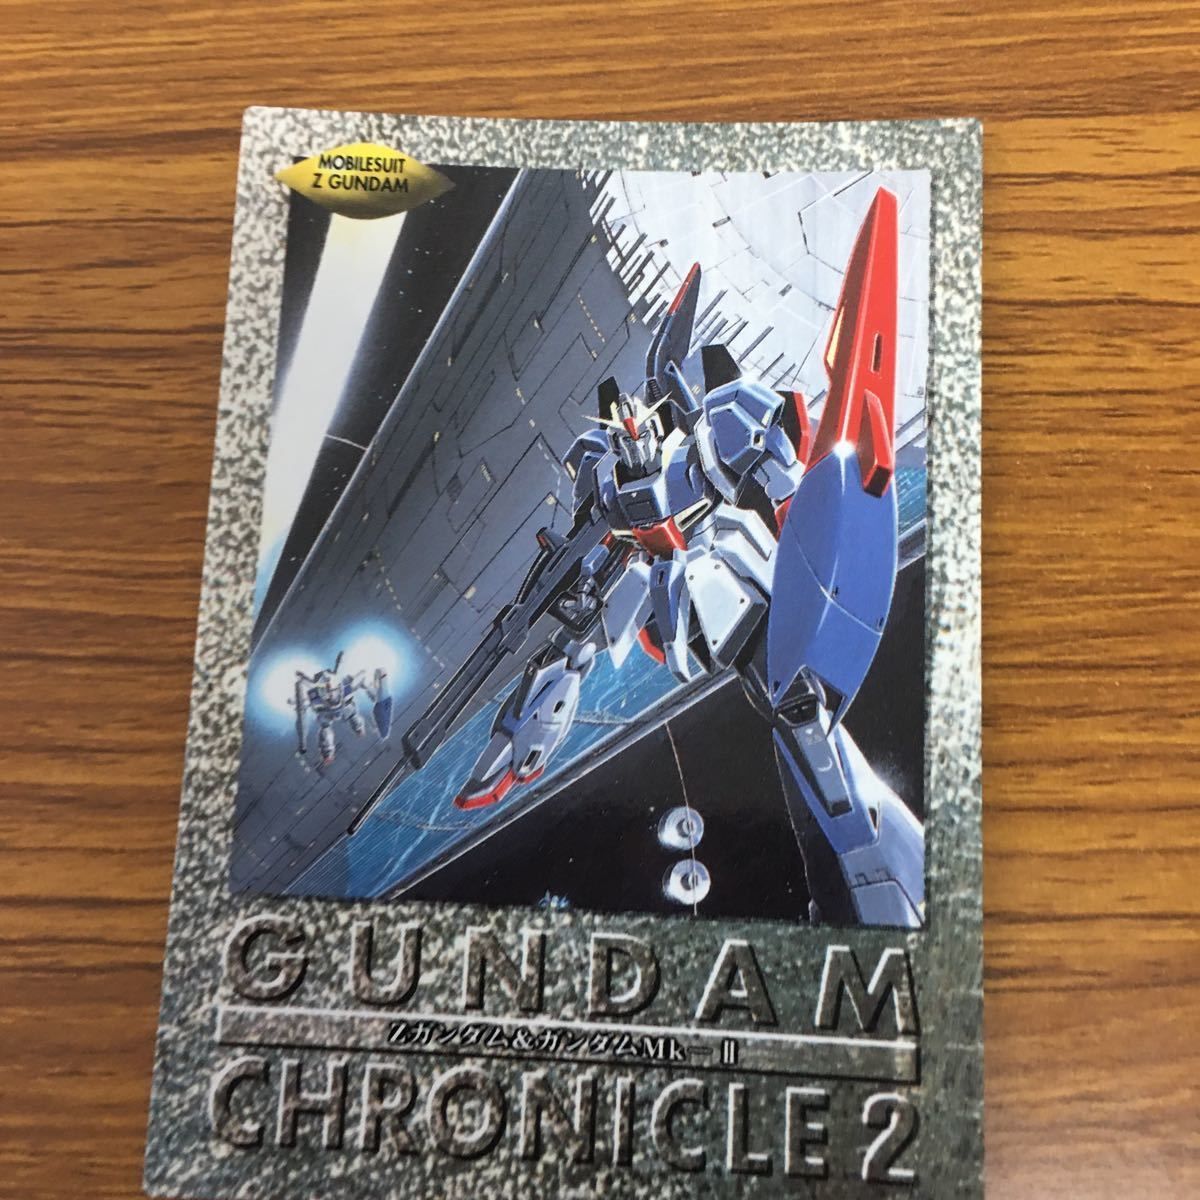 MOBILESUIT
Z GUNDAM
GUNDAM
Zガンダム&ガンダムMk-Ⅱ
CHRONICLE 2